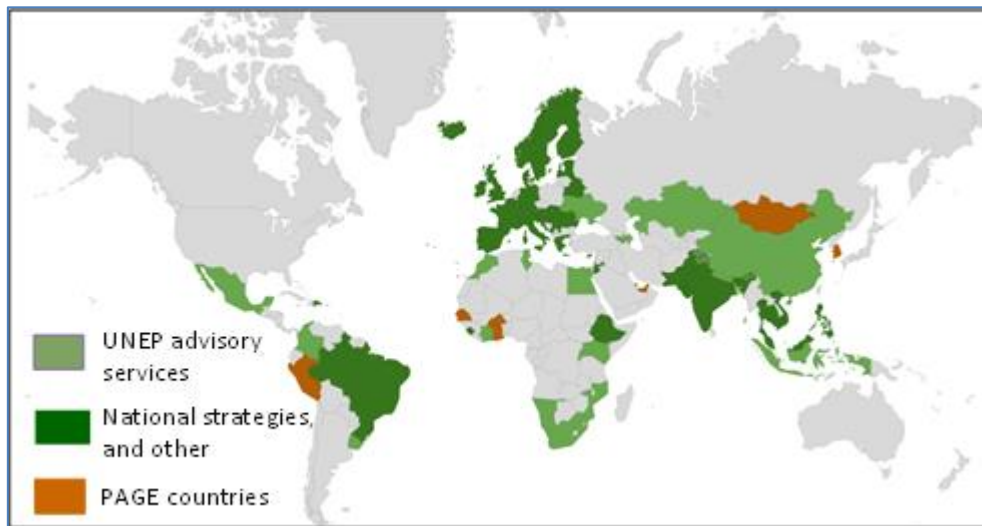 UNEP advisory
services
National strategies,
and other
PAGE countries